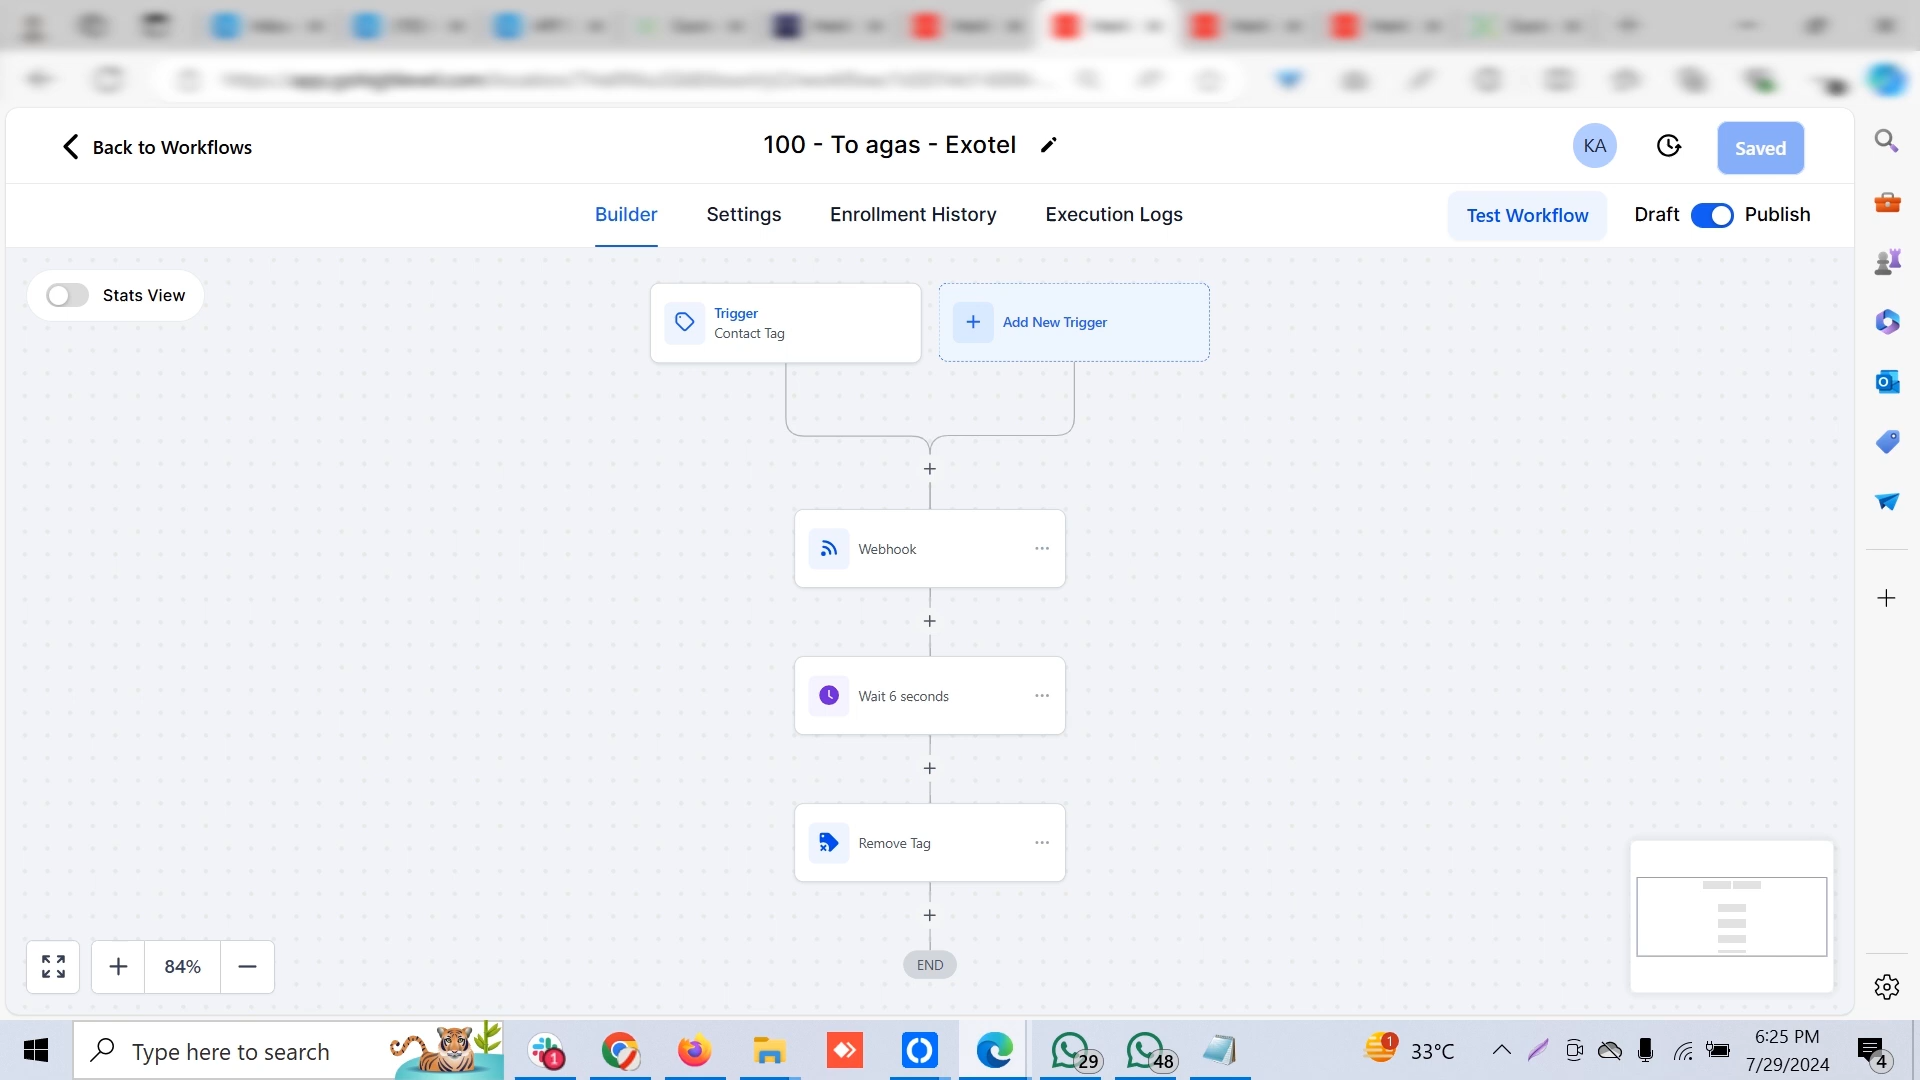 Back to Workflows
100 - To agas - Exotel
KA
Saved
Builder
Settings
Enrollment History
Execution Logs
Test Workflow
Draft
Publish
Stats View
Trigger
Contact Tag
Add New Trigger
Webhook
Wait 6 seconds
Remove Tag
END
84%
Type here to search
1
29
48
1
33°C
6:25 PM
7/29/2024
4